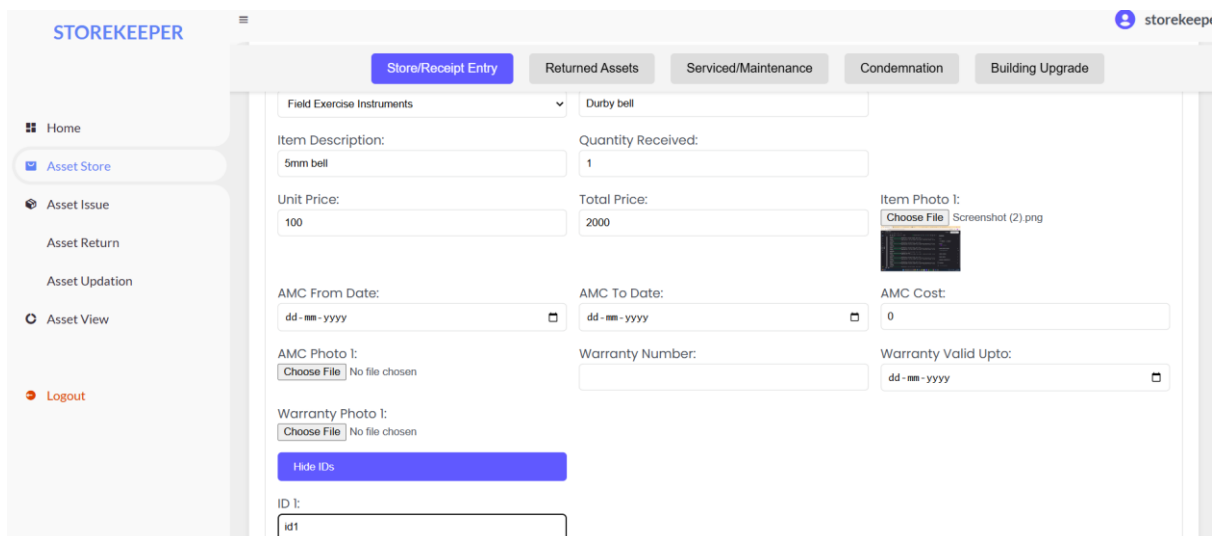 STOREKEEPER
storekeepe
Store/Receipt Entry Returned Assets Serviced/Maintenance Condemnation Building Upgrade
Home
Asset Store
Asset Issue
Asset Return
Asset Updation
Asset View
Logout
Field Exercise Instruments Durby bell
Item Description: Quantity Received:
5mm bell 1
Unit Price: Total Price: Item Photo 1:
100 2000 Choose File Screenshot (2).png
AMC From Date: AMC To Date: AMC Cost:
dd-mm-yyyy dd-mm-yyyy 0
AMC Photo 1: Warranty Number: Warranty Valid Upto:
Choose File No file chosen dd-mm-yyyy
Warranty Photo 1:
Choose File No file chosen
Hide IDs
ID 1:
id1